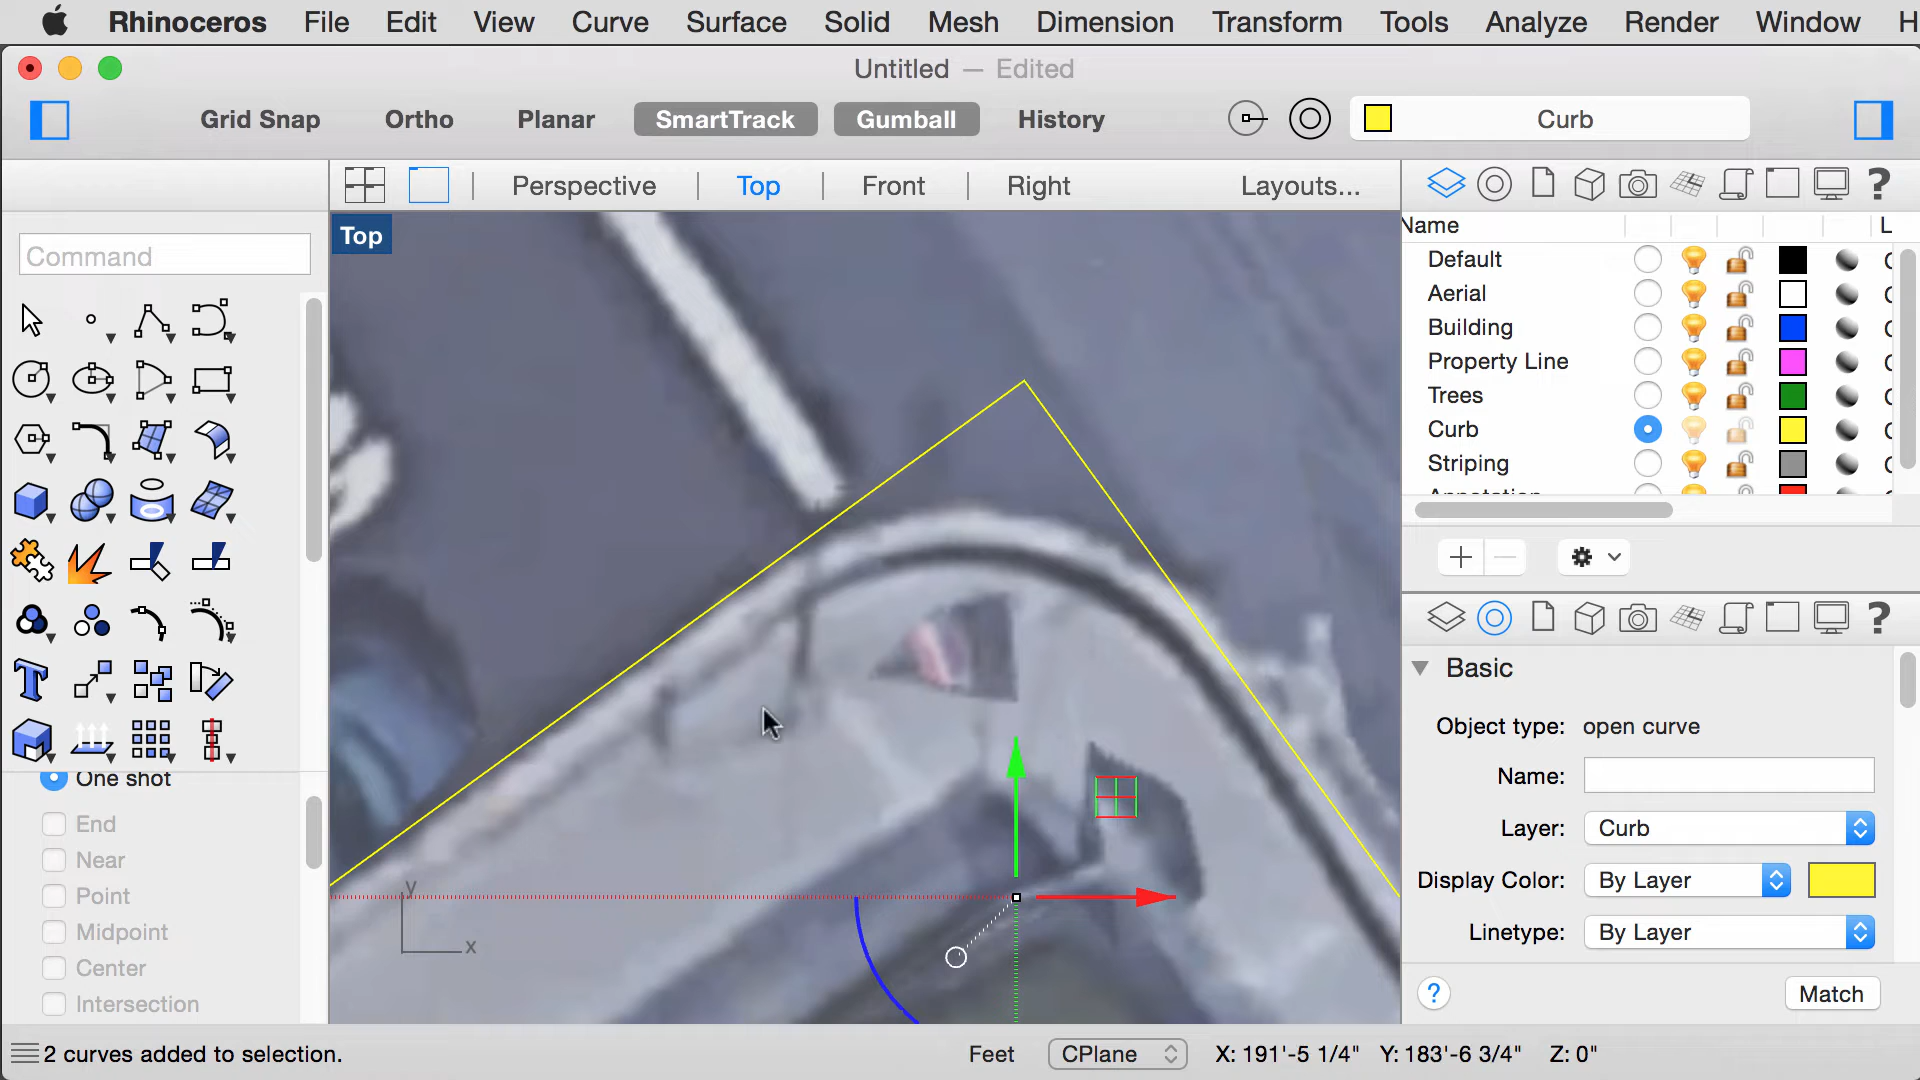 Rhinoceros File Edit View Curve Surface Solid Mesh Dimension Transform Tools Analyze Render Window H
Untitled — Edited
Grid Snap Ortho Planar SmartTrack Gumball History Curb
Perspective Top Front Right Layouts...
Top
Command
Name L
Default
Aerial
Building
Property Line
Trees
Curb
Striping
Annotation
Basic
Object type: open curve
Name:
Layer: Curb
Display Color: By Layer
Linetype: By Layer
Match
One shot
End
Near
Point
Midpoint
Center
Intersection
y
x
2 curves added to selection.
Feet CPlane X: 191'-5 1/4" Y: 183'-6 3/4" Z: 0"